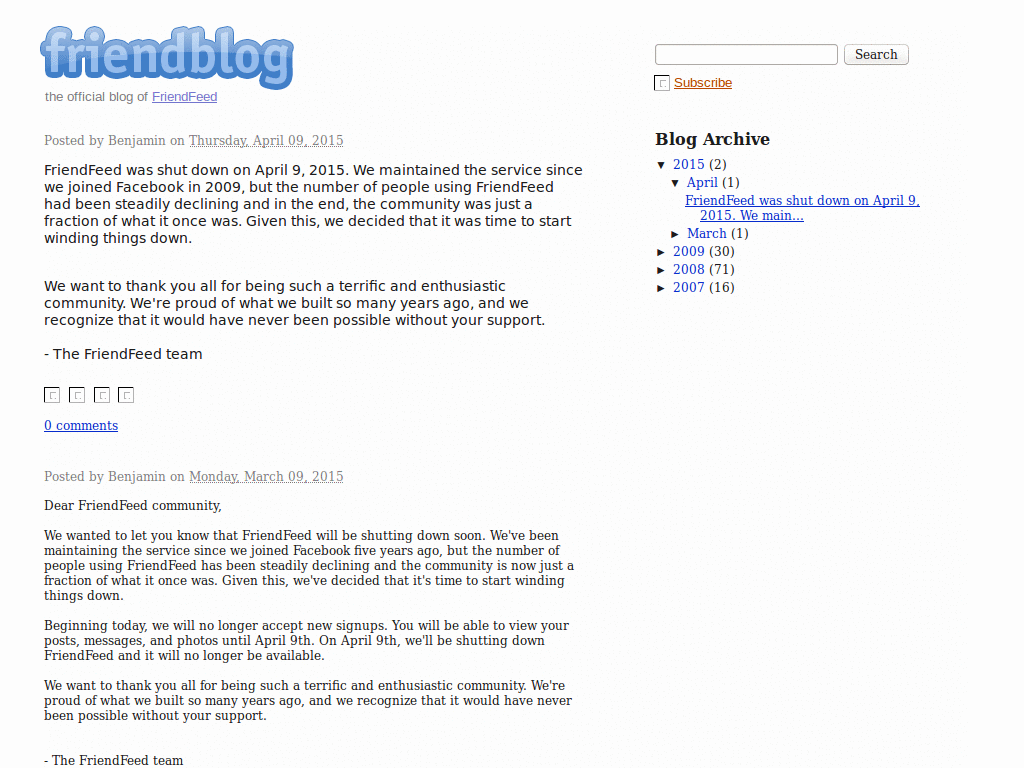 friendblog
the official blog of FriendFeed
Search
Subscribe
Posted by Benjamin on Thursday, April 09, 2015
FriendFeed was shut down on April 9, 2015. We maintained the service since
we joined Facebook in 2009, but the number of people using FriendFeed
had been steadily declining and in the end, the community was just a
fraction of what it once was. Given this, we decided that it was time to start
winding things down.
We want to thank you all for being such a terrific and enthusiastic
community. We're proud of what we built so many years ago, and we
recognize that it would have never been possible without your support.
- The FriendFeed team
0 comments
Posted by Benjamin on Monday, March 09, 2015
Dear FriendFeed community,
We wanted to let you know that FriendFeed will be shutting down soon. We've been
maintaining the service since we joined Facebook five years ago, but the number of
people using FriendFeed has been steadily declining and the community is now just a
fraction of what it once was. Given this, we've decided that it's time to start winding
things down.
Beginning today, we will no longer accept new signups. You will be able to view your
posts, messages, and photos until April 9th. On April 9th, we'll be shutting down
FriendFeed and it will no longer be available.
We want to thank you all for being such a terrific and enthusiastic community. We're
proud of what we built so many years ago, and we recognize that it would have never
been possible without your support.
- The FriendFeed team
Blog Archive
▼ 2015 (2)
▼ April (1)
FriendFeed was shut down on April 9,
2015. We main...
► March (1)
► 2009 (30)
► 2008 (71)
► 2007 (16)